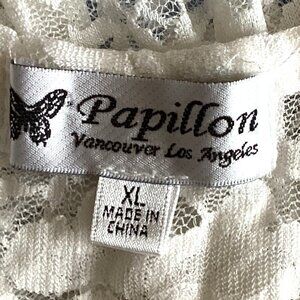 Papillon
Vancouver Los Angeles
XL
MADE IN
CHINA